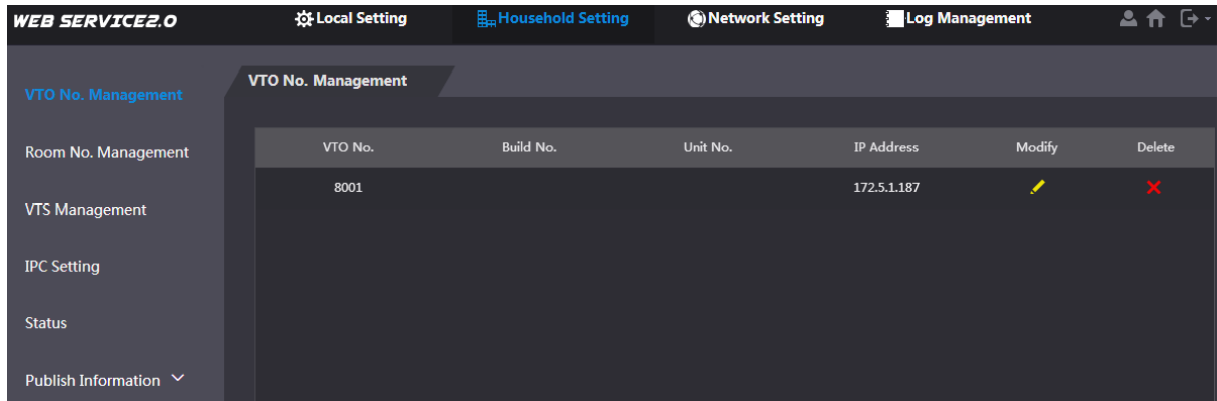 WEB SERVICE2.0 Local Setting Household Setting Network Setting Log Management
VTO No. Management
VTO No. Management
Room No. Management
VTS Management
IPC Setting
Status
Publish Information
VTO No. Build No. Unit No. IP Address Modify Delete
8001 172.5.1.187